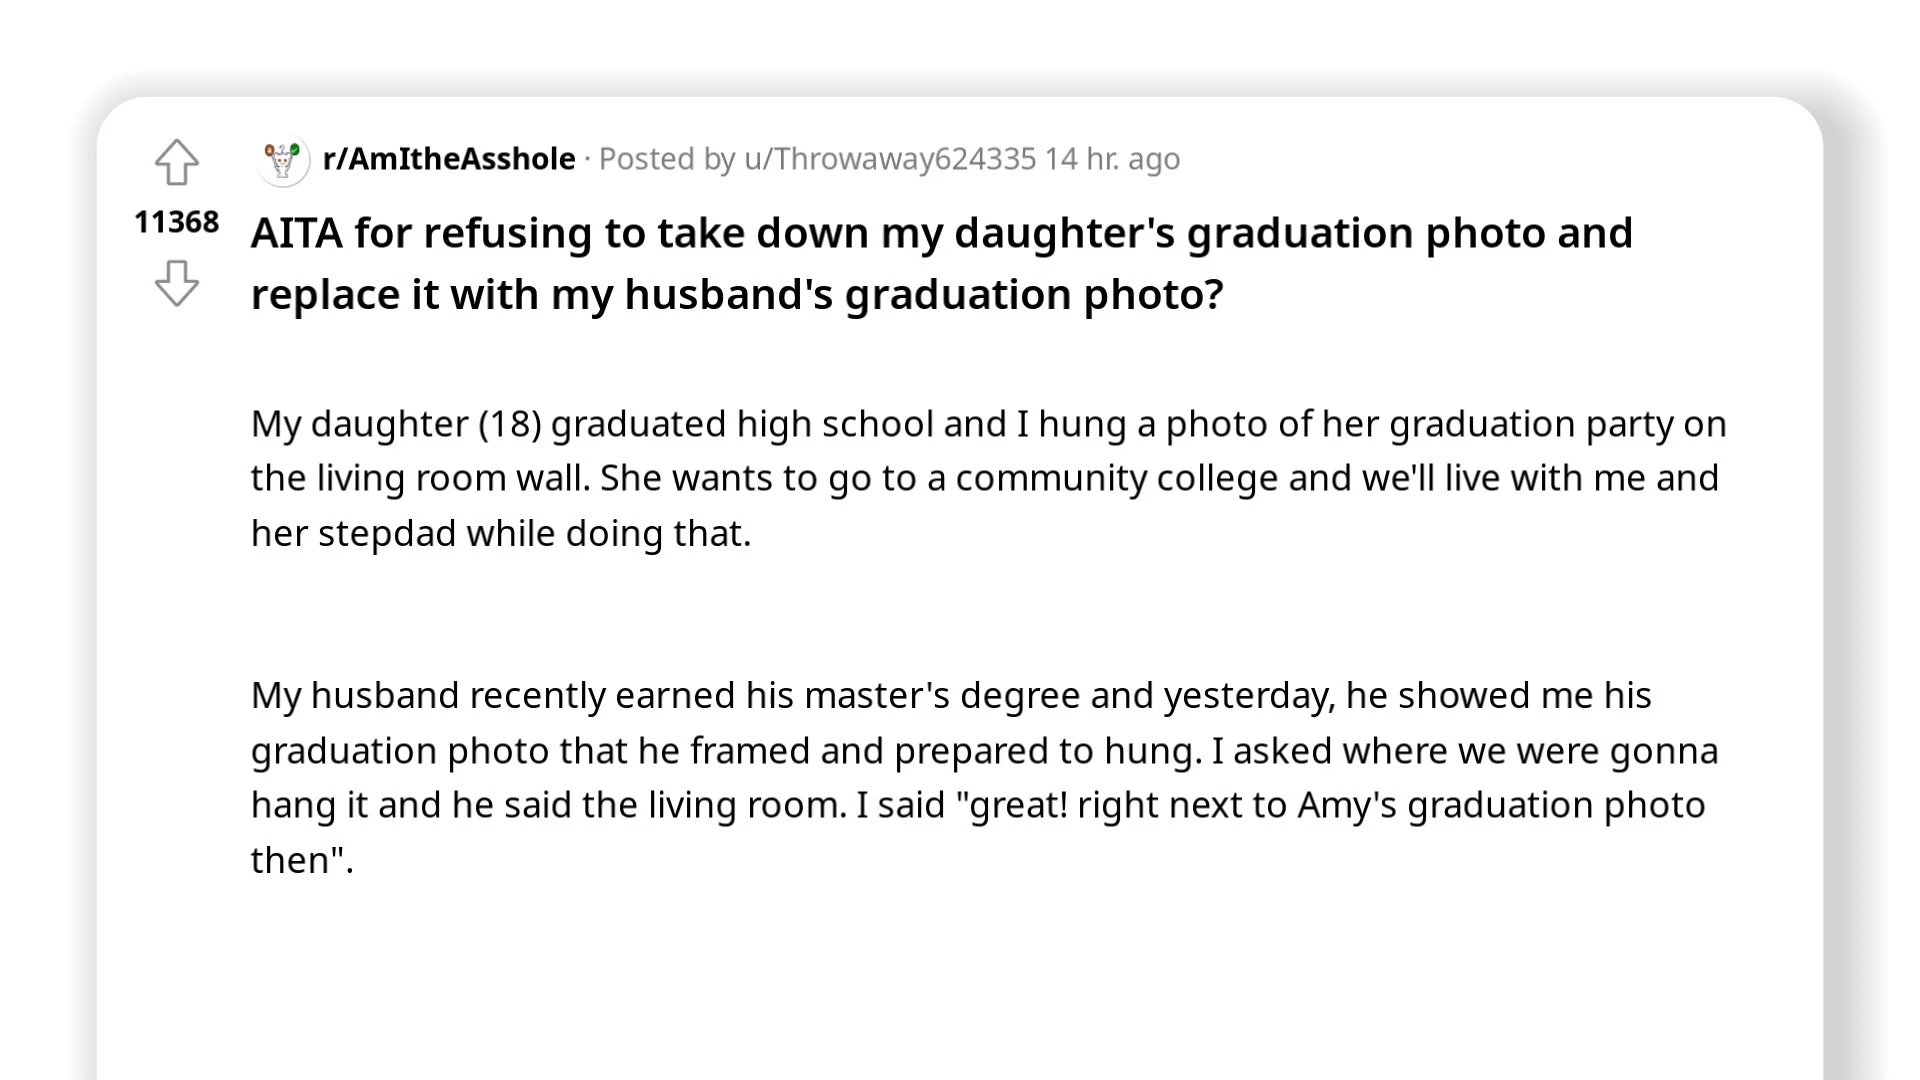 r/AmItheAsshole · Posted by u/Throwaway624335 14 hr. ago
11368
AITA for refusing to take down my daughter's graduation photo and
replace it with my husband's graduation photo?
My daughter (18) graduated high school and I hung a photo of her graduation party on
the living room wall. She wants to go to a community college and we'll live with me and
her stepdad while doing that.
My husband recently earned his master's degree and yesterday, he showed me his
graduation photo that he framed and prepared to hung. I asked where we were gonna
hang it and he said the living room. I said "great! right next to Amy's graduation photo
then".